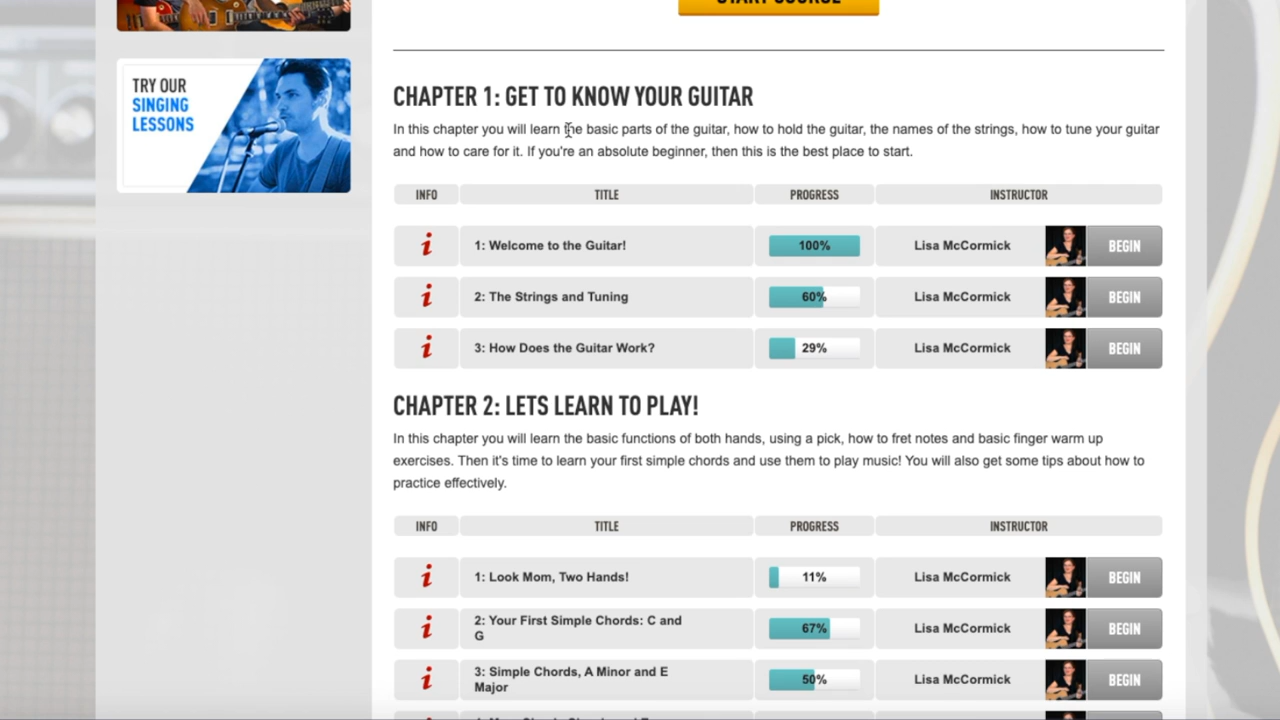 START COURSE
TRY OUR
SINGING
LESSONS
CHAPTER 1: GET TO KNOW YOUR GUITAR
In this chapter you will learn the basic parts of the guitar, how to hold the guitar, the names of the strings, how to tune your guitar
and how to care for it. If you're an absolute beginner, then this is the best place to start.
INFO TITLE PROGRESS INSTRUCTOR
i 1: Welcome to the Guitar! 100% Lisa McCormick BEGIN
i 2: The Strings and Tuning 60% Lisa McCormick BEGIN
i 3: How Does the Guitar Work? 29% Lisa McCormick BEGIN
CHAPTER 2: LETS LEARN TO PLAY!
In this chapter you will learn the basic functions of both hands, using a pick, how to fret notes and basic finger warm up
exercises. Then it's time to learn your first simple chords and use them to play music! You will also get some tips about how to
practice effectively.
INFO TITLE PROGRESS INSTRUCTOR
i 1: Look Mom, Two Hands! 11% Lisa McCormick BEGIN
i 2: Your First Simple Chords: C and
G 67% Lisa McCormick BEGIN
i 3: Simple Chords, A Minor and E
Major 50% Lisa McCormick BEGIN